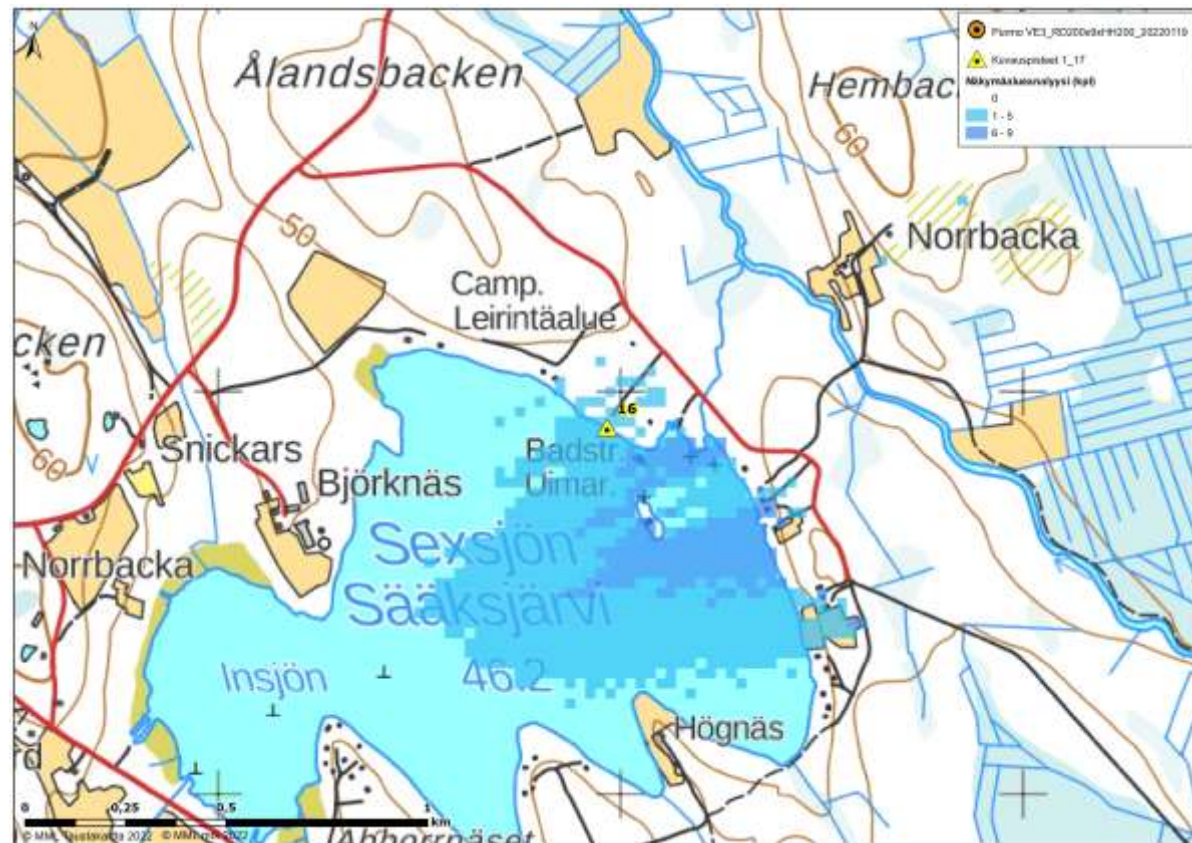 N
Ålandsbacken
Hembac
Kuvauspisteet 1_17
Näkymäalueanalyysi (kpl)
0
1 - 5
6 - 9
60
50
Norrbacka
Camp.
Leirintäalue
cken
16
Snickars
60
Badstr.
Uimar.
Björknäs
Sexsjön
Norrbacka
Sääksjärvi
Insjön
46.2
Högnäs
rd
0
0,25
0,5
1
km
© MML Taustakartta 2022
Abborrnäset